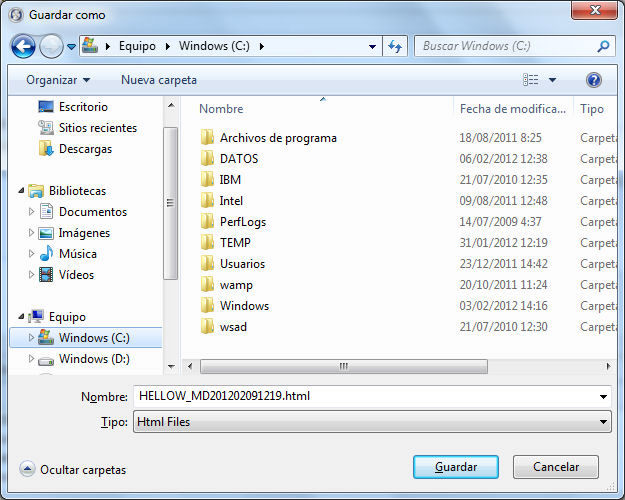 Guardar como
Equipo Windows (C:)
Buscar Windows (C:)
Organizar Nueva carpeta
Escritorio
Sitios recientes
Descargas
Bibliotecas
Documentos
Imágenes
Música
Vídeos
Equipo
Windows (C:)
Windows (D:)
Nombre Fecha de modifica... Tipo
Archivos de programa 18/08/2011 8:25 Carpeta
DATOS 06/02/2012 12:38 Carpeta
IBM 21/07/2010 12:35 Carpeta
Intel 09/08/2011 12:48 Carpeta
PerfLogs 14/07/2009 4:37 Carpeta
TEMP 31/01/2012 12:19 Carpeta
Usuarios 23/12/2011 14:42 Carpeta
wamp 20/10/2011 11:24 Carpeta
Windows 03/02/2012 14:16 Carpeta
wsad 21/07/2010 12:30 Carpeta
Nombre: HELLOW_MD201202091219.html
Tipo: Html Files
Ocultar carpetas
Guardar Cancelar